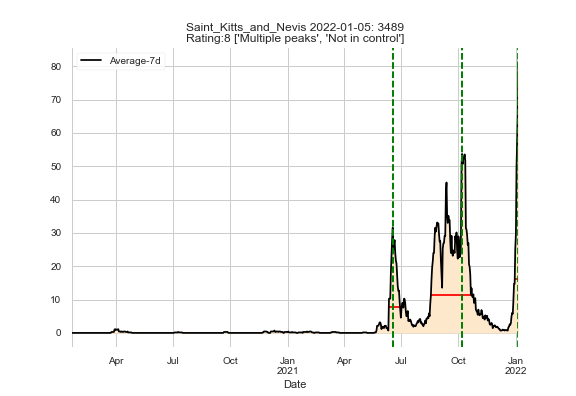 Saint_Kitts_and_Nevis 2022-01-05: 3489
Rating:8 ['Multiple peaks', 'Not in control']
Average-7d
80
70
60
50
40
30
20
10
0
Apr Jul Oct Jan Apr Jul Oct Jan
2021 2022
Date